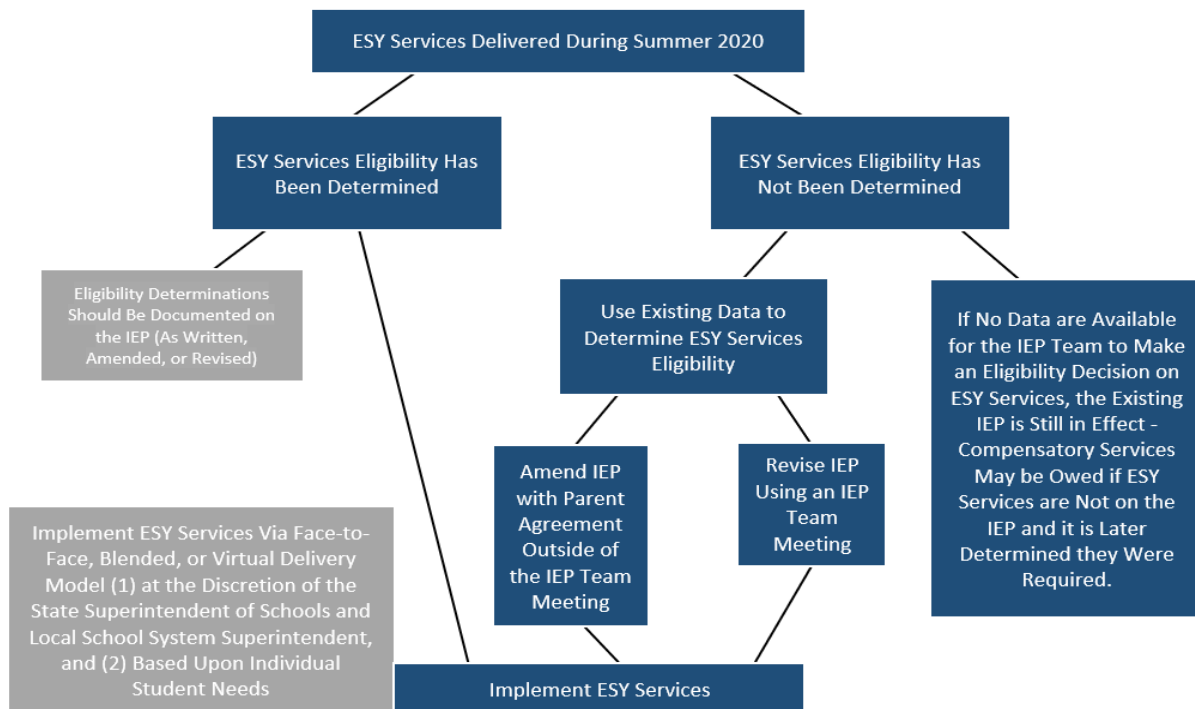 ESY Services Delivered During Summer 2020
ESY Services Eligibility Has
Been Determined
ESY Services Eligibility Has
Not Been Determined
Eligibility Determinations
Should Be Documented on
the IEP (As Written,
Amended, or Revised)
Use Existing Data to
Determine ESY Services
Eligibility
If No Data are Available
for the IEP Team to Make
an Eligibility Decision on
ESY Services, the Existing
IEP is Still in Effect -
Compensatory Services
May be Owed if ESY
Services are Not on the
IEP and it is Later
Determined they Were
Required.
Amend IEP
with Parent
Agreement
Outside of
the IEP Team
Meeting
Revise IEP
Using an IEP
Team
Meeting
Implement ESY Services Via Face-to-
Face, Blended, or Virtual Delivery
Model (1) at the Discretion of the
State Superintendent of Schools and
Local School System Superintendent,
and (2) Based Upon Individual
Student Needs
Implement ESY Services